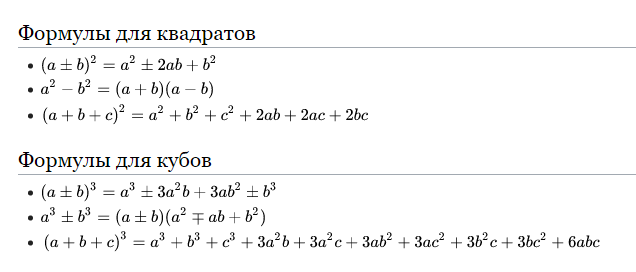 Формулы для квадратов
• (a ± b)² = a² ± 2ab + b²
• a² − b² = (a + b)(a − b)
• (a + b + c)² = a² + b² + c² + 2ab + 2ac + 2bc
Формулы для кубов
• (a ± b)³ = a³ ± 3a²b + 3ab² ± b³
• a³ ± b³ = (a ± b)(a² ∓ ab + b²)
• (a + b + c)³ = a³ + b³ + c³ + 3a²b + 3a²c + 3ab² + 3ac² + 3b²c + 3bc² + 6abc